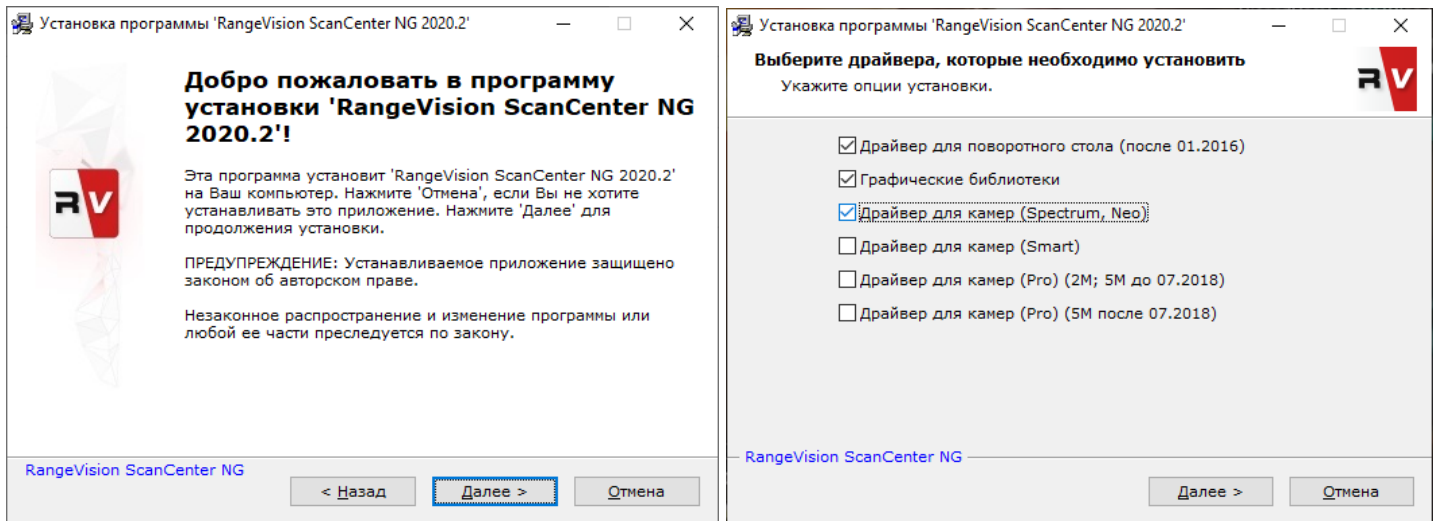 Установка программы 'RangeVision ScanCenter NG 2020.2'
Добро пожаловать в программу
установки 'RangeVision ScanCenter NG
2020.2'!
Эта программа установит 'RangeVision ScanCenter NG 2020.2'
на Ваш компьютер. Нажмите 'Отмена', если Вы не хотите
устанавливать это приложение. Нажмите 'Далее' для
продолжения установки.
ПРЕДУПРЕЖДЕНИЕ: Устанавливаемое приложение защищено
законом об авторском праве.
Незаконное распространение и изменение программы или
любой ее части преследуется по закону.
RV
RangeVision ScanCenter NG
< Назад
Далее >
Отмена
Установка программы 'RangeVision ScanCenter NG 2020.2'
Выберите драйвера, которые необходимо установить
Укажите опции установки.
RV
Драйвер для поворотного стола (после 01.2016)
Графические библиотеки
Драйвер для камер (Spectrum, Neo)
Драйвер для камер (Smart)
Драйвер для камер (Pro) (2M; 5M до 07.2018)
Драйвер для камер (Pro) (5M после 07.2018)
RangeVision ScanCenter NG
Далее >
Отмена